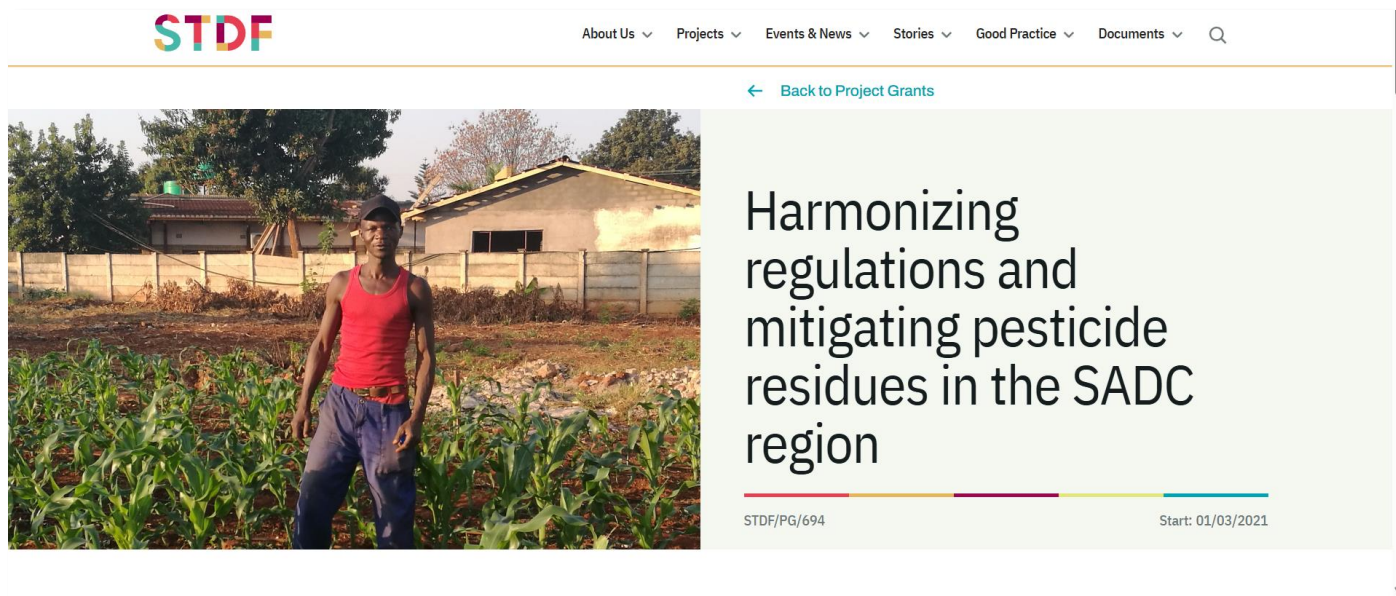 STDF
About Us Projects Events & News Stories Good Practice Documents
Back to Project Grants
Harmonizing
regulations and
mitigating pesticide
residues in the SADC
region
STDF/PG/694 Start: 01/03/2021